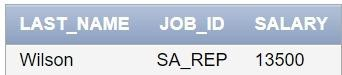 LAST_NAME JOB_ID SALARY
Wilson SA_REP 13500